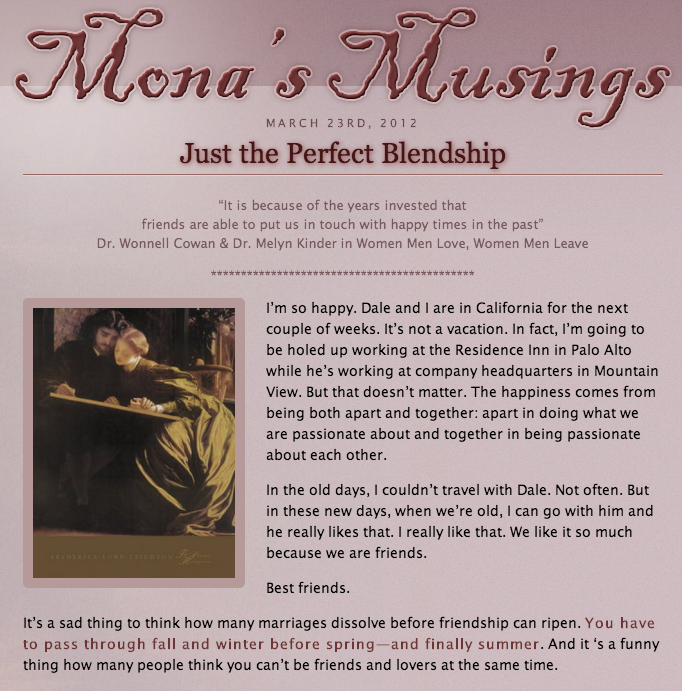 Mona's Musings
MARCH 23RD, 2012
Just the Perfect Blendship
“It is because of the years invested that
friends are able to put us in touch with happy times in the past”
Dr. Wonnell Cowan & Dr. Melyn Kinder in Women Men Love, Women Men Leave
********************************************
I’m so happy. Dale and I are in California for the next
couple of weeks. It’s not a vacation. In fact, I’m going to
be holed up working at the Residence Inn in Palo Alto
while he’s working at company headquarters in Mountain
View. But that doesn’t matter. The happiness comes from
being both apart and together: apart in doing what we
are passionate about and together in being passionate
about each other.
In the old days, I couldn’t travel with Dale. Not often. But
in these new days, when we’re old, I can go with him and
he really likes that. I really like that. We like it so much
because we are friends.
Best friends.
FREDERICK LORD LEIGHTON
It’s a sad thing to think how many marriages dissolve before friendship can ripen. You have
to pass through fall and winter before spring—and finally summer. And it ‘s a funny
thing how many people think you can’t be friends and lovers at the same time.